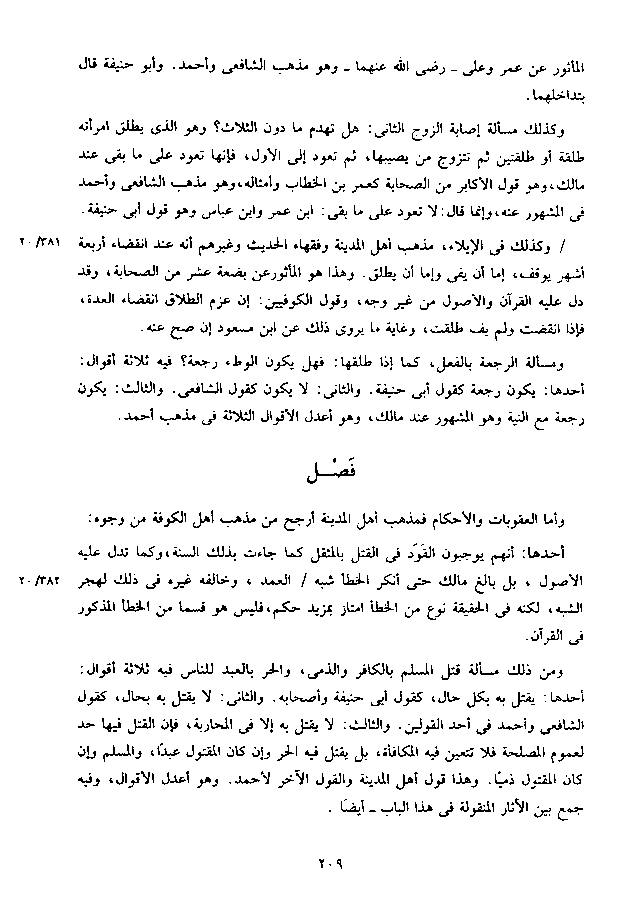 المأثور عن عمر وعلى ـ رضى الله عنهما ـ وهو مذهب الشافعى وأحمد. وأبو حنيفة قال
بتداخلهما.
وكذلك مسألة إصابة الزوج الثانى: هل تهدم ما دون الثلاث؟ وهو الذى يطلق امرأته
طلقة أو طلقتين ثم تتزوج من يصيبها، ثم تعود إلى الأول، فإنها تعود على ما بقى عند
مالك، وهو قول الأكابر من الصحابة كعمر بن الخطاب وأمثاله، وهو مذهب الشافعى وأحمد
فى المشهور عنه، وإنما قال: لا تعود على ما بقى: ابن عمر وابن عباس وهو قول أبى حنيفة.
/ وكذلك فى الإيلاء، مذهب أهل المدينة وفقهاء الحديث وغيرهم أنه عند انقضاء أربعة
٢٠/٣٨١
أشهر يوقف، إما أن يفى وإما أن يطلق. وهذا هو المأثور عن بضعة عشر من الصحابة، وقد
دل عليه القرآن والأصول من غير وجه، وقول الكوفيين: إن عزم الطلاق انقضاء العدة،
فإذا انقضت ولم يف طلقت، وغاية ما يروى ذلك عن ابن مسعود إن صح عنه.
ومسألة الرجعة بالفعل، كما إذا طلقها: فهل يكون الوطء رجعة؟ فيه ثلاثة أقوال:
أحدها: يكون رجعة كقول أبى حنيفة. والثانى: لا يكون كقول الشافعى. والثالث: يكون
رجعة مع النية وهو المشهور عند مالك، وهو أعدل الأقوال الثلاثة فى مذهب أحمد.
فَصْـل
وأما العقوبات والأحكام فمذهب أهل المدينة أرجح من مذهب أهل الكوفة من وجوه:
أحدها: أنهم يوجبون القَوَد فى القتل بالمثقل كما جاءت بذلك السنة، وكما تدل عليه
الأصول، بل بالغ مالك حتى أنكر الخطأ شبه / العمد، وخالفه غيره فى ذلك لهجر
٢٠/٣٨٢
الشبه، لكنه فى الحقيقة نوع من الخطأ امتاز بمزيد حكم، فليس هو قسما من الخطأ المذكور
فى القرآن.
ومن ذلك مسألة قتل المسلم بالكافر والذمى، والحر بالعبد للناس فيه ثلاثة أقوال:
أحدها: يقتل به بكل حال، كقول أبى حنيفة وأصحابه. والثانى: لا يقتل به بحال، كقول
الشافعى وأحمد فى أحد القولين. والثالث: لا يقتل به إلا فى المحاربة، فإن القتل فيها حد
لعموم المصلحة فلا تتعين فيه المكافأة، بل يقتل فيه الحر وإن كان المقتول عبدًا، والمسلم وإن
كان المقتول ذميًا. وهذا قول أهل المدينة والقول الآخر لأحمد. وهو أعدل الأقوال، وفيه
جمع بين الآثار المنقولة فى هذا الباب ـ أيضًا.
٢٠٩